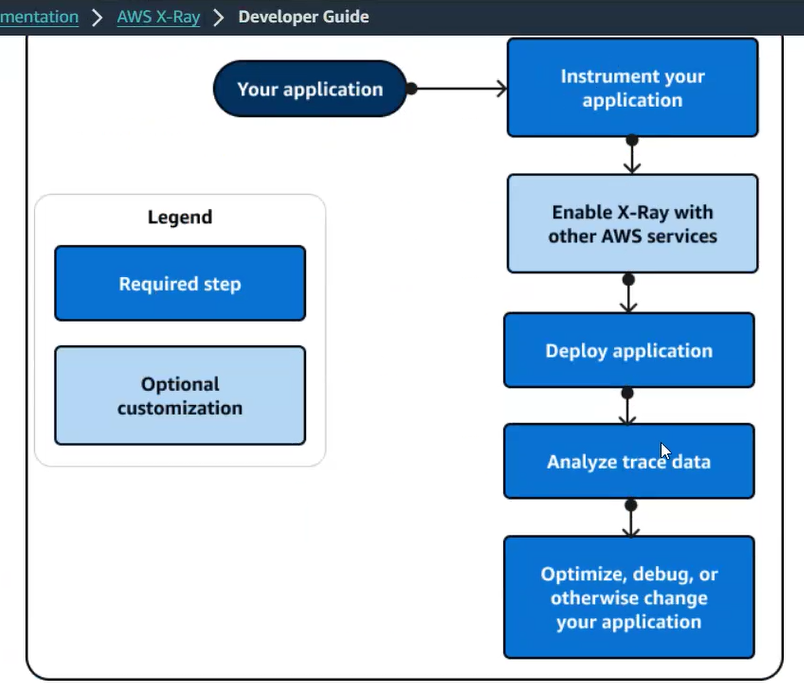 mentation > AWS X-Ray > Developer Guide
Your application
Instrument your
application
Enable X-Ray with
other AWS services
Legend
Required step
Optional
customization
Deploy application
Analyze trace data
Optimize, debug, or
otherwise change
your application